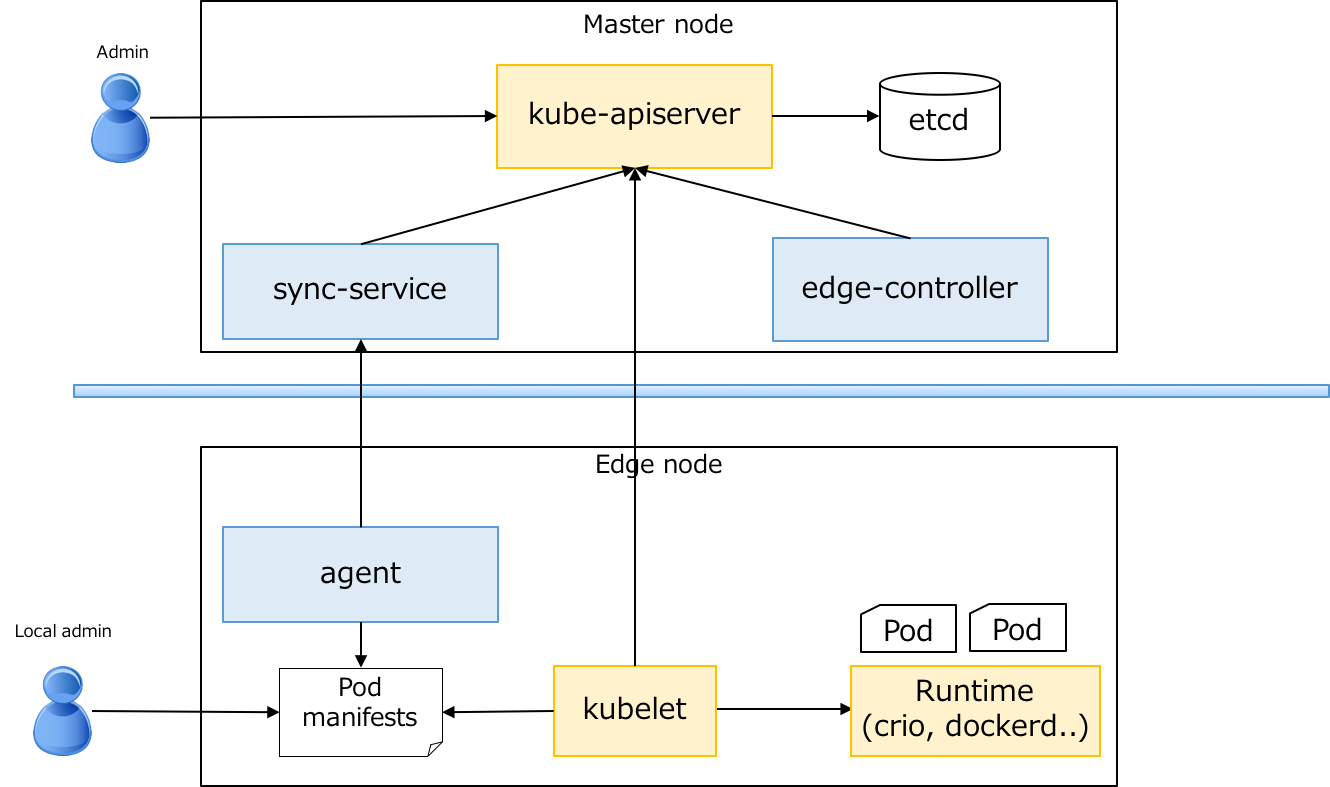 Master node
Admin
kube-apiserver
etcd
sync-service
edge-controller
Edge node
agent
Local admin
Pod
manifests
kubelet
Pod
Pod
Runtime
(crio, dockerd..)